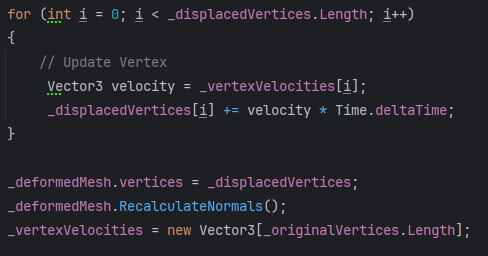 for (int i = 0; i < _displacedVertices.Length; i++)
{
    // Update Vertex
     Vector3 velocity = _vertexVelocities[i];
     _displacedVertices[i] += velocity * Time.deltaTime;
}

_deformedMesh.vertices = _displacedVertices;
_deformedMesh.RecalculateNormals();
_vertexVelocities = new Vector3[_originalVertices.Length];